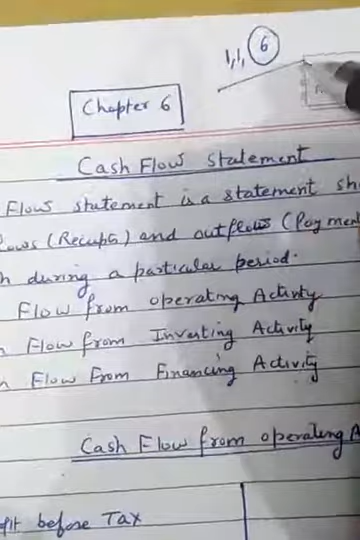 1,1, 6
Chapter 6
Cash Flow Statement
Flows statement is a statement sh
lows (Receipts) and outflows (Paymen
h during a particular period.
Flow from operating Activity
n Flow from Investing Activity
n Flow From Financing Activity
Cash Flow from operating A
fit before Tax